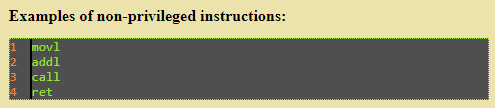 Examples of non-privileged instructions:
1 movl
2 addl
3 call
4 ret